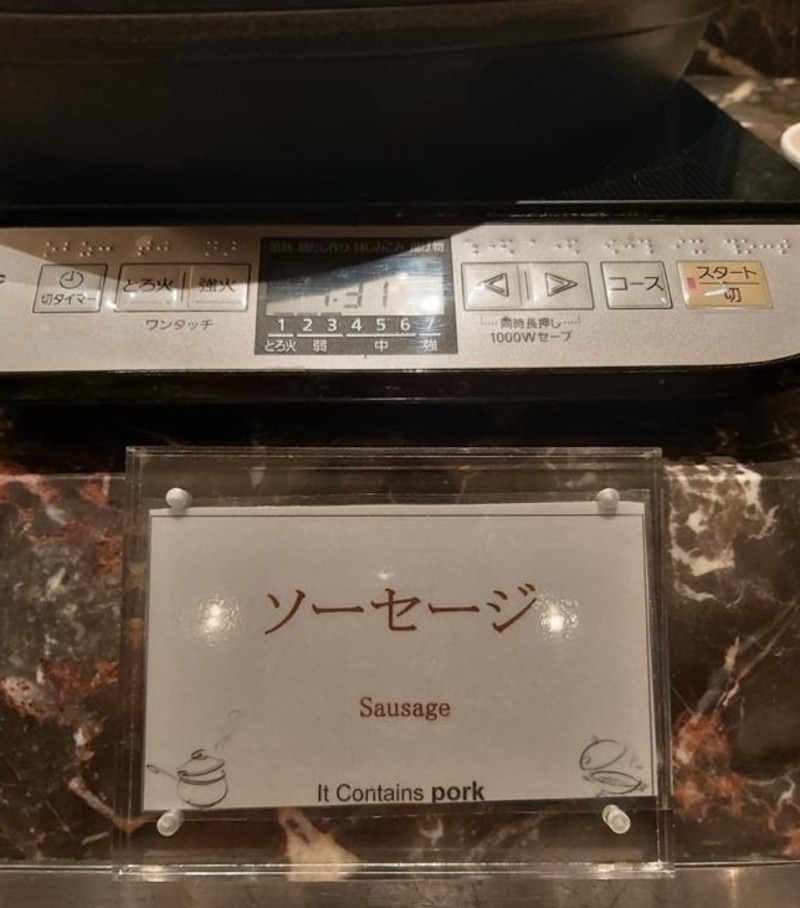 切タイマー とろ火 強火 コース スタート
切
ワンタッチ
1 2 3 4 5 6 7
とろ火 弱 中 強
同時長押し
1000Wセーブ
ソーセージ
Sausage
It Contains pork